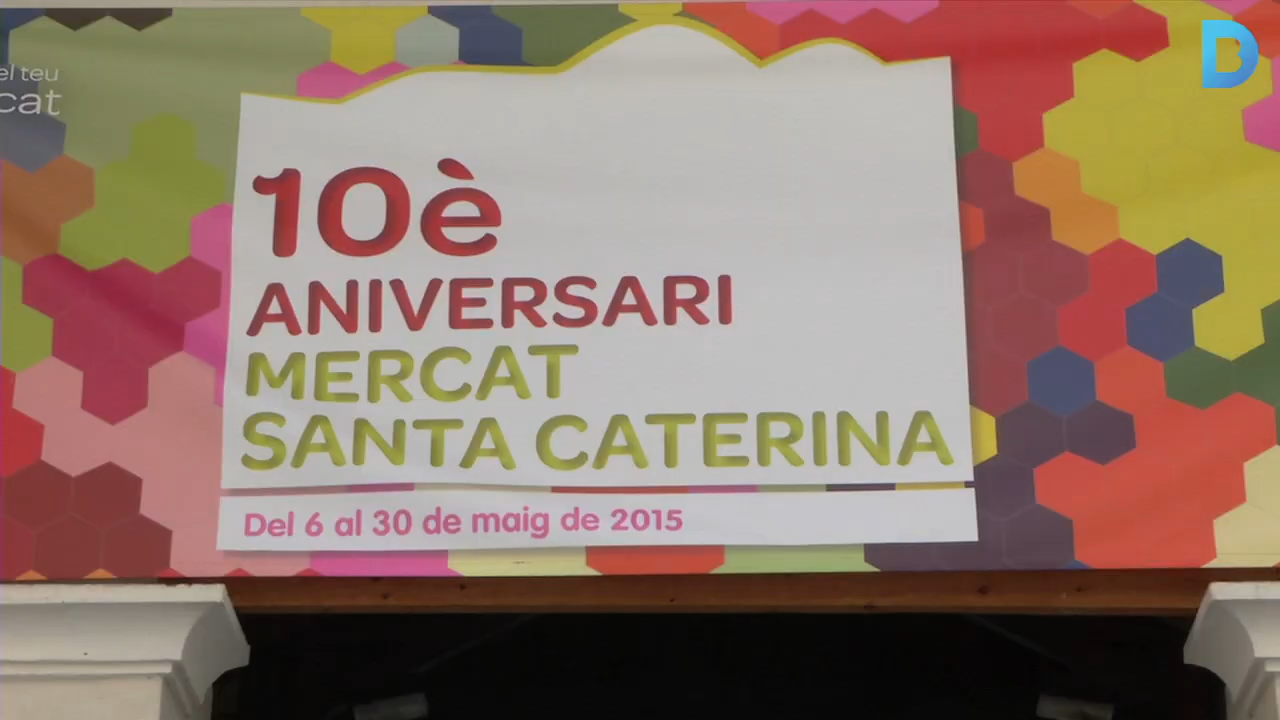 el teu
cat
10è
ANIVERSARI
MERCAT
SANTA CATERINA
Del 6 al 30 de maig de 2015
B